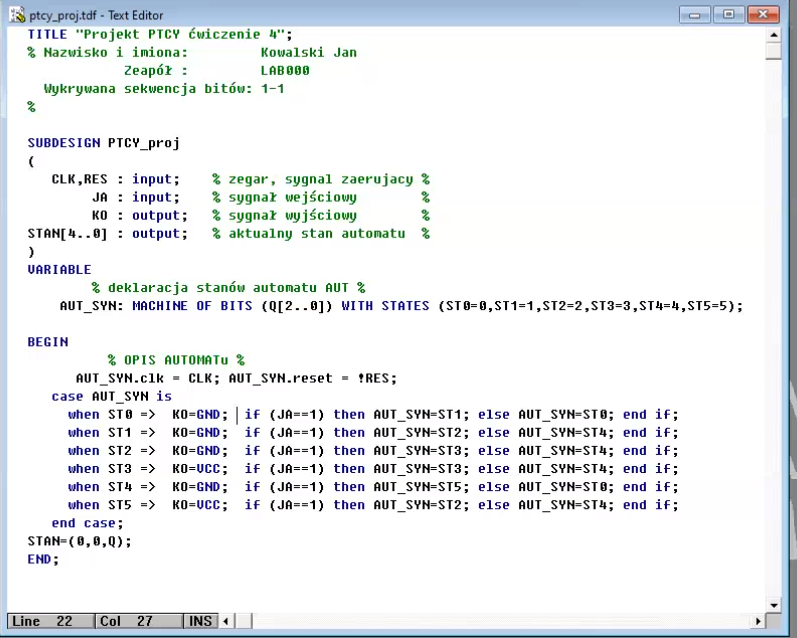 ptcy_proj.tdf - Text Editor
TITLE "Projekt PTCY ćwiczenie 4";
% Nazwisko i imiona: Kowalski Jan
Zeapół : LAB000
Wykrywana sekwencja bitów: 1-1
%
SUBDESIGN PTCY_proj
(
CLK,RES : input; % zegar, sygnal zaerujacy %
JA : input; % sygnał wejściowy %
KO : output; % sygnał wyjściowy %
STAN[4..0] : output; % aktualny stan automatu %
)
VARIABLE
% deklaracja stanów automatu AUT %
AUT_SYN: MACHINE OF BITS (Q[2..0]) WITH STATES (ST0=0,ST1=1,ST2=2,ST3=3,ST4=4,ST5=5);
BEGIN
% OPIS AUTOMATu %
AUT_SYN.clk = CLK; AUT_SYN.reset = !RES;
case AUT_SYN is
when ST0 => KO=GND; if (JA==1) then AUT_SYN=ST1; else AUT_SYN=ST0; end if;
when ST1 => KO=GND; if (JA==1) then AUT_SYN=ST2; else AUT_SYN=ST4; end if;
when ST2 => KO=GND; if (JA==1) then AUT_SYN=ST3; else AUT_SYN=ST4; end if;
when ST3 => KO=VCC; if (JA==1) then AUT_SYN=ST3; else AUT_SYN=ST4; end if;
when ST4 => KO=GND; if (JA==1) then AUT_SYN=ST5; else AUT_SYN=ST0; end if;
when ST5 => KO=VCC; if (JA==1) then AUT_SYN=ST2; else AUT_SYN=ST4; end if;
end case;
STAN=(0,0,Q);
END;
Line 22 Col 27 INS